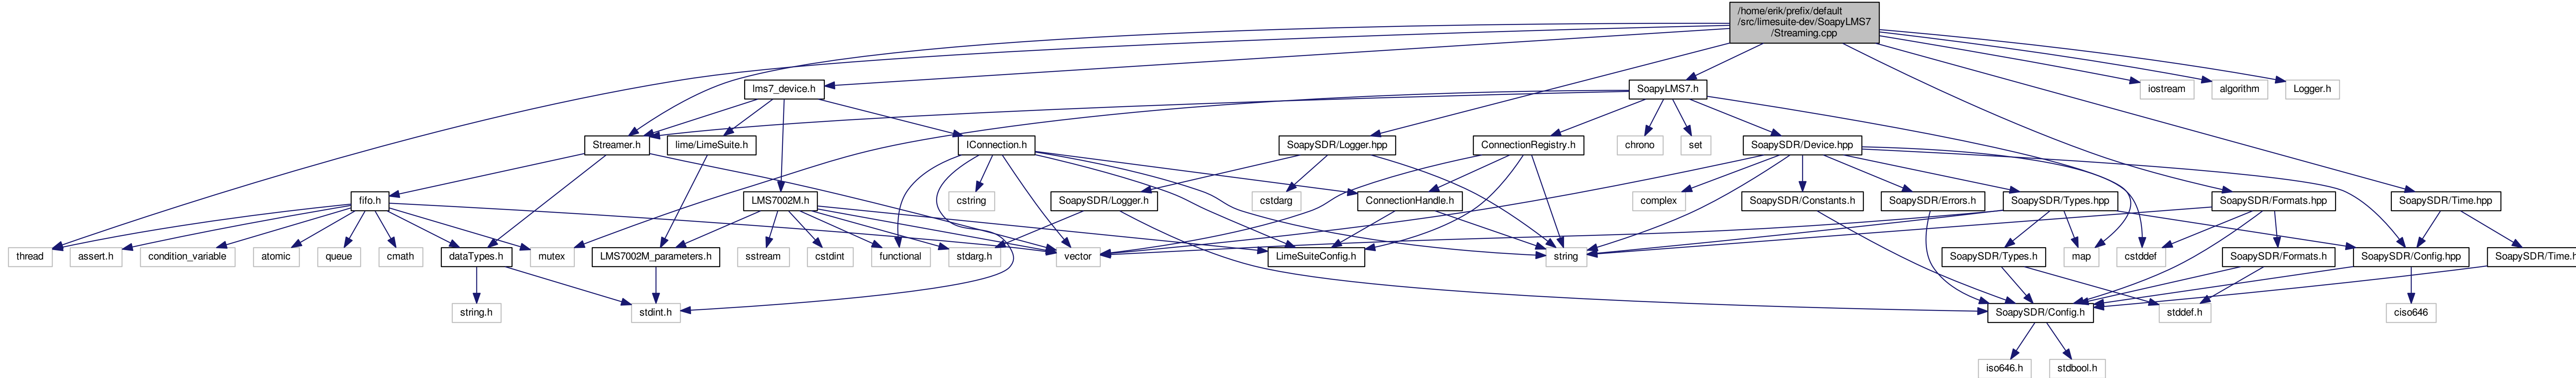 /home/erik/prefix/default
/src/limesuite-dev/SoapyLMS7
/Streaming.cpp
lms7_device.h
SoapyLMS7.h
iostream
algorithm
Logger.h
Streamer.h
lime/LimeSuite.h
IConnection.h
SoapySDR/Logger.hpp
ConnectionRegistry.h
chrono
set
SoapySDR/Device.hpp
fifo.h
LMS7002M.h
cstring
SoapySDR/Logger.h
cstdarg
ConnectionHandle.h
complex
SoapySDR/Constants.h
SoapySDR/Errors.h
SoapySDR/Types.hpp
SoapySDR/Formats.hpp
SoapySDR/Time.hpp
thread
assert.h
condition_variable
atomic
queue
cmath
dataTypes.h
mutex
LMS7002M_parameters.h
sstream
cstdint
functional
stdarg.h
vector
LimeSuiteConfig.h
string
SoapySDR/Types.h
map
cstddef
SoapySDR/Formats.h
SoapySDR/Config.hpp
SoapySDR/Time.h
string.h
stdint.h
SoapySDR/Config.h
stddef.h
ciso646
iso646.h
stdbool.h